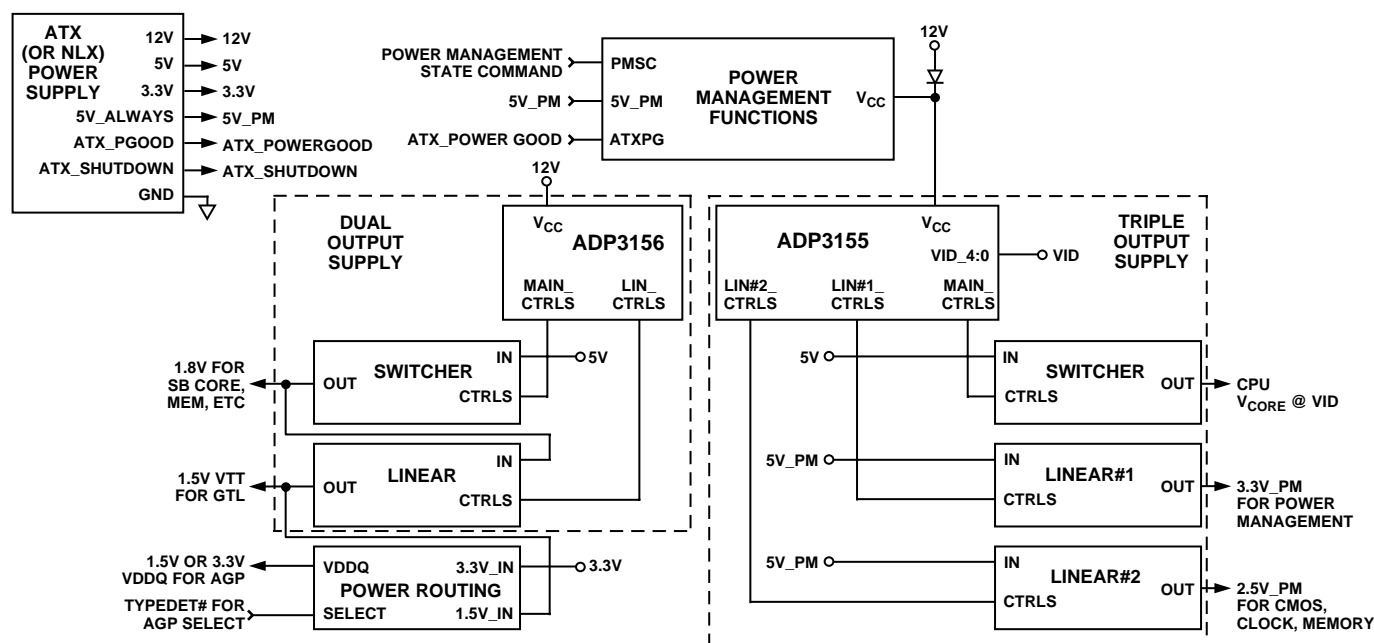 ATX
(OR NLX)
POWER
SUPPLY
12V
5V
3.3V
5V_ALWAYS
ATX_PGOOD
ATX_SHUTDOWN
GND
12V
5V
3.3V
5V_PM
ATX_POWERGOOD
ATX_SHUTDOWN
POWER MANAGEMENT
STATE COMMAND
5V_PM
ATX_POWER GOOD
PMSC
5V_PM
ATXPG
POWER
MANAGEMENT
FUNCTIONS
VCC
12V
12V
DUAL
OUTPUT
SUPPLY
VCC
ADP3156
MAIN_
CTRLS
LIN_
CTRLS
1.8V FOR
SB CORE,
MEM, ETC
OUT
SWITCHER
IN
CTRLS
5V
1.5V VTT
FOR GTL
OUT
LINEAR
IN
CTRLS
1.5V OR 3.3V
VDDQ FOR AGP
TYPEDET# FOR
AGP SELECT
VDDQ
3.3V_IN
POWER ROUTING
SELECT
1.5V_IN
3.3V
TRIPLE
OUTPUT
SUPPLY
VCC
ADP3155
VID_4:0
VID
LIN#2_
CTRLS
LIN#1_
CTRLS
MAIN_
CTRLS
5V
IN
SWITCHER
CTRLS
OUT
CPU
VCORE @ VID
5V_PM
IN
LINEAR#1
CTRLS
OUT
3.3V_PM
FOR POWER
MANAGEMENT
5V_PM
IN
LINEAR#2
CTRLS
OUT
2.5V_PM
FOR CMOS,
CLOCK, MEMORY